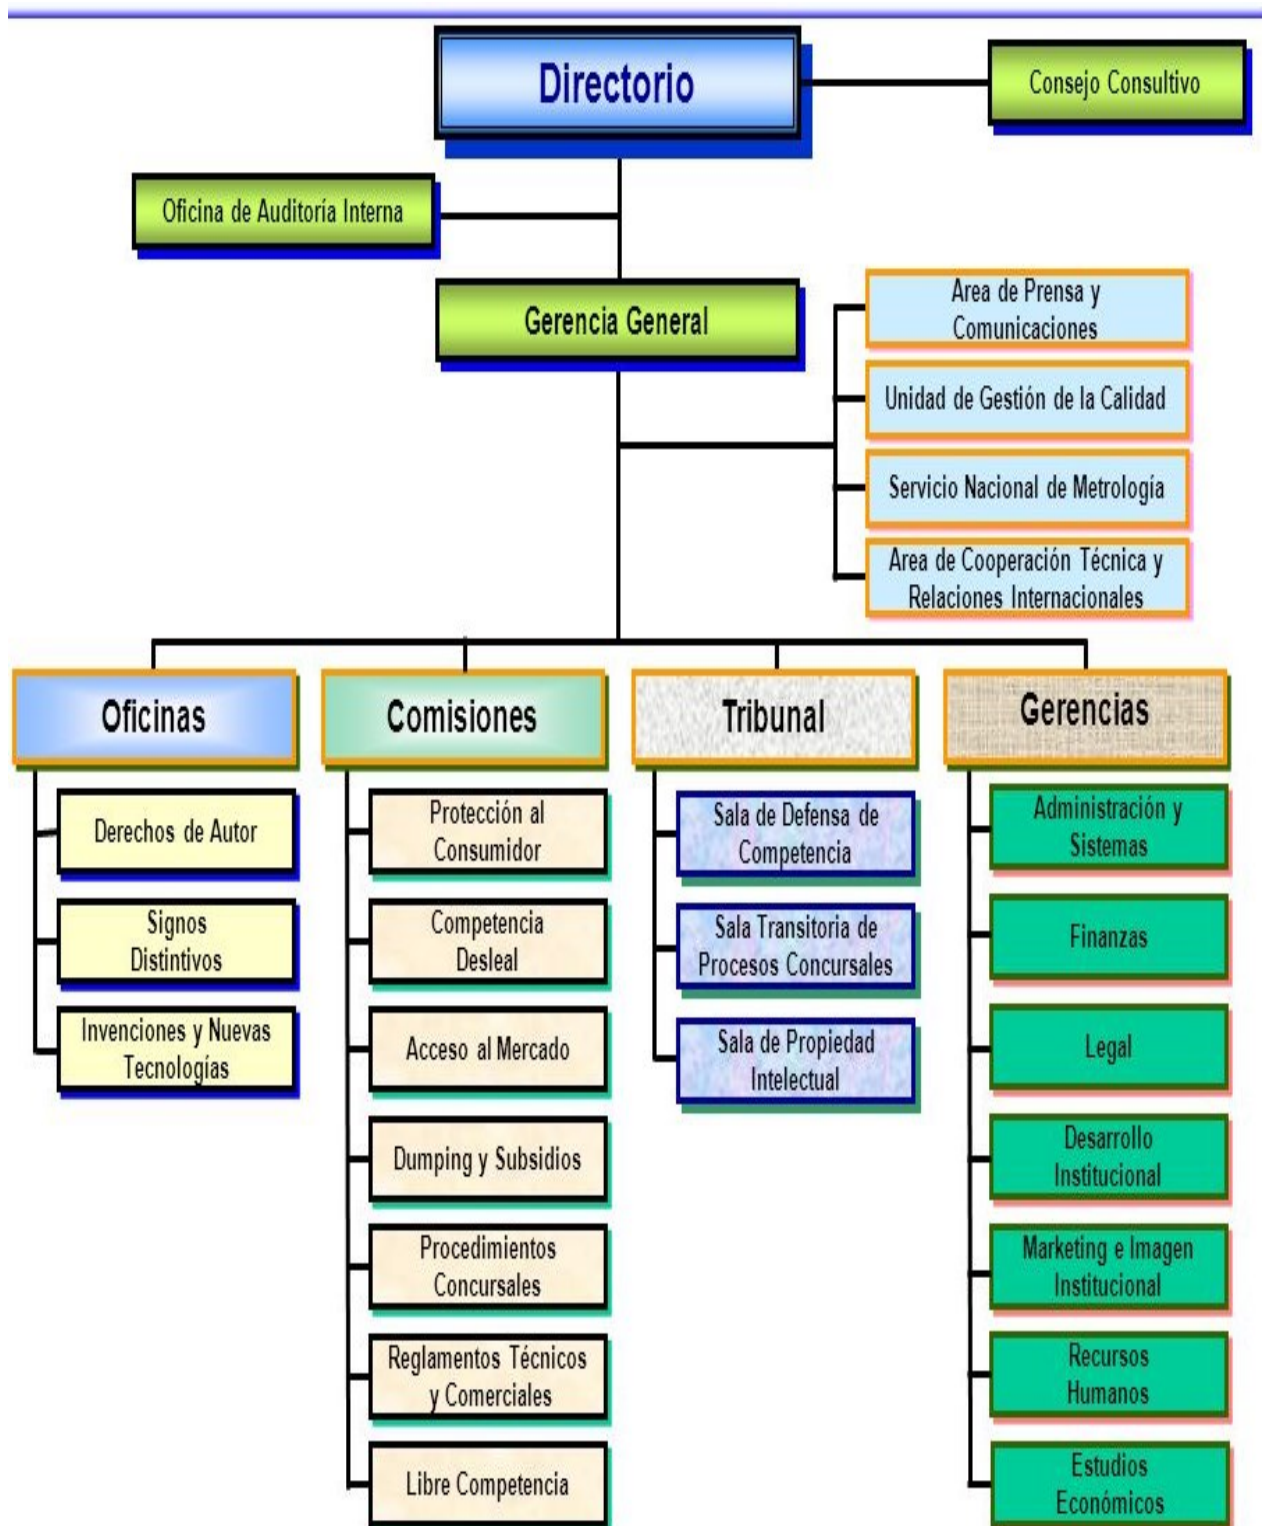 Directorio
Consejo Consultivo
Oficina de Auditoría Interna
Gerencia General
Area de Prensa y
Comunicaciones
Unidad de Gestión de la Calidad
Servicio Nacional de Metrología
Area de Cooperación Técnica y
Relaciones Internacionales
Oficinas
Derechos de Autor
Signos
Distintivos
Invenciones y Nuevas
Tecnologías
Comisiones
Protección al
Consumidor
Competencia
Desleal
Acceso al Mercado
Dumping y Subsidios
Procedimientos
Concursales
Reglamentos Técnicos
y Comerciales
Libre Competencia
Tribunal
Sala de Defensa de
Competencia
Sala Transitoria de
Procesos Concursales
Sala de Propiedad
Intelectual
Gerencias
Administración y
Sistemas
Finanzas
Legal
Desarrollo
Institucional
Marketing e Imagen
Institucional
Recursos
Humanos
Estudios
Económicos